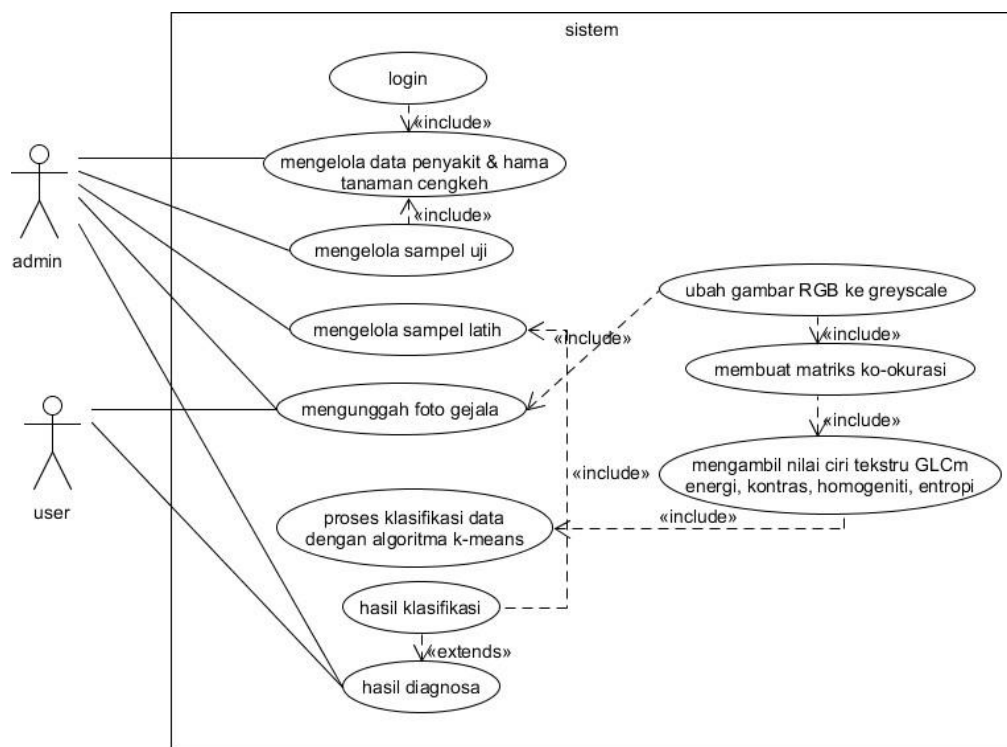 sistem
login
«include»
mengelola data penyakit & hama
tanaman cengkeh
«include»
mengelola sampel uji
admin
ubah gambar RGB ke greyscale
mengelola sampel latih
«include»
«include»
membuat matriks ko-okurasi
mengunggah foto gejala
«include»
mengambil nilai ciri tekstru GLCm
energi, kontras, homogeniti, entropi
«include»
user
proses klasifikasi data
dengan algoritma k-means
«include»
hasil klasifikasi
«extends»
hasil diagnosa